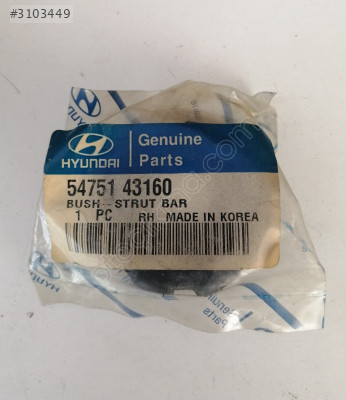 #3103449
HYUNDAI
Genuine
Parts
54751 43160
BUSH - STRUT BAR
1 PC RH MADE IN KOREA